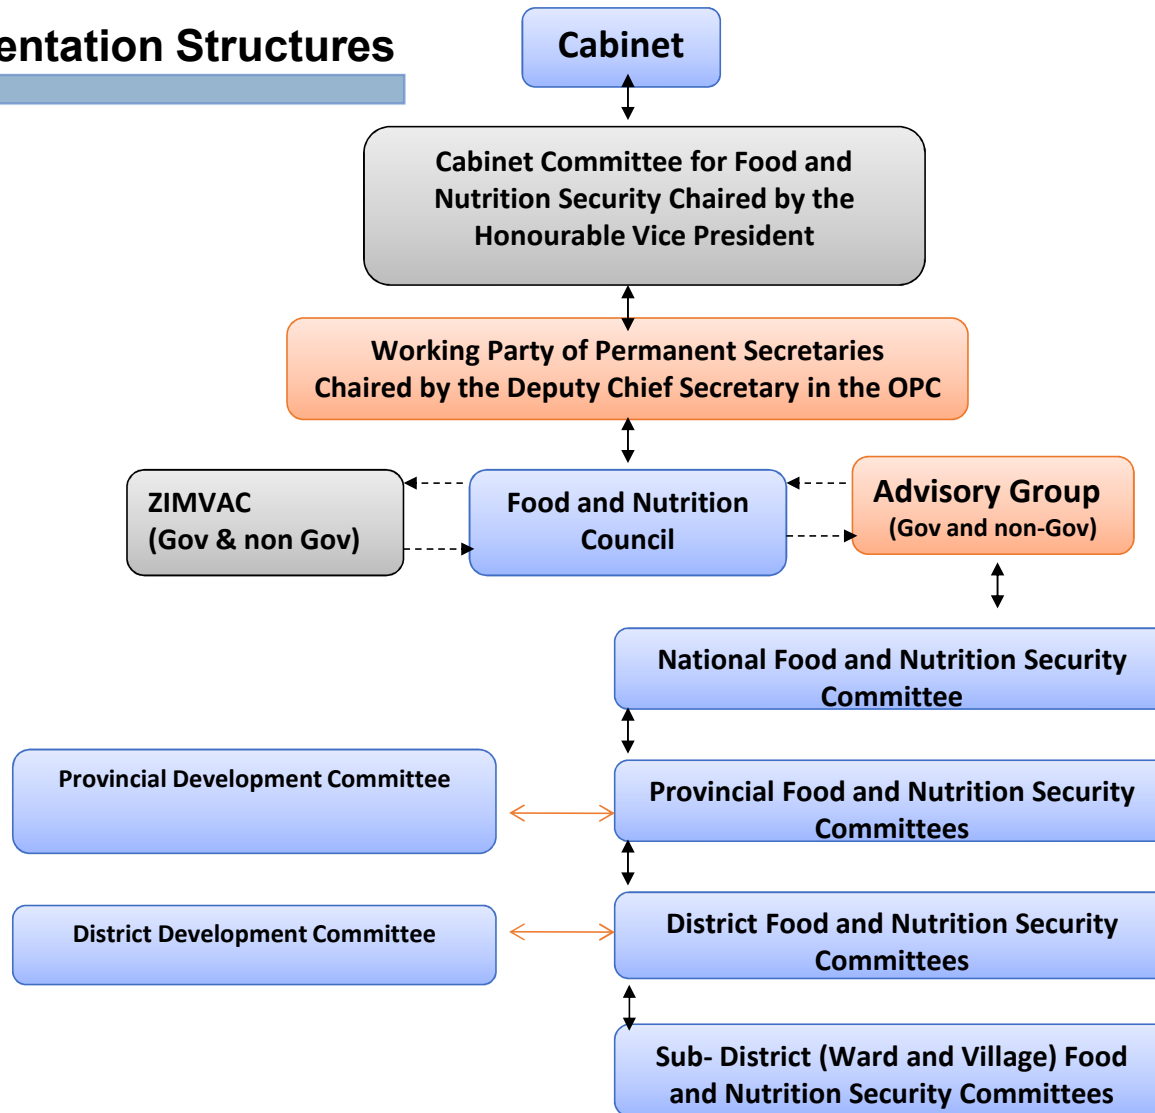 entation Structures
Cabinet
Cabinet Committee for Food and
Nutrition Security Chaired by the
Honourable Vice President
Working Party of Permanent Secretaries
Chaired by the Deputy Chief Secretary in the OPC
ZIMVAC
(Gov & non Gov)
Food and Nutrition
Council
Advisory Group
(Gov and non-Gov)
National Food and Nutrition Security
Committee
Provincial Development Committee
Provincial Food and Nutrition Security
Committees
District Development Committee
District Food and Nutrition Security
Committees
Sub- District (Ward and Village) Food
and Nutrition Security Committees